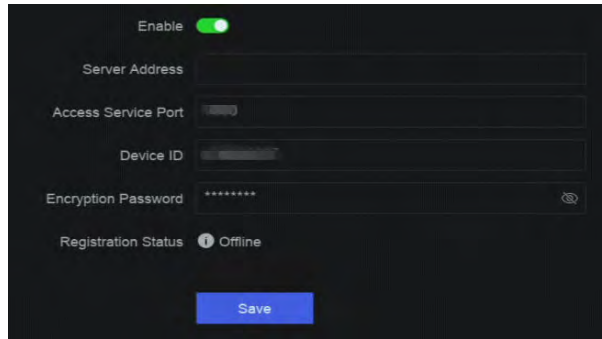 Enable
Server Address
Access Service Port
Device ID
Encryption Password ********
Registration Status Offline
Save